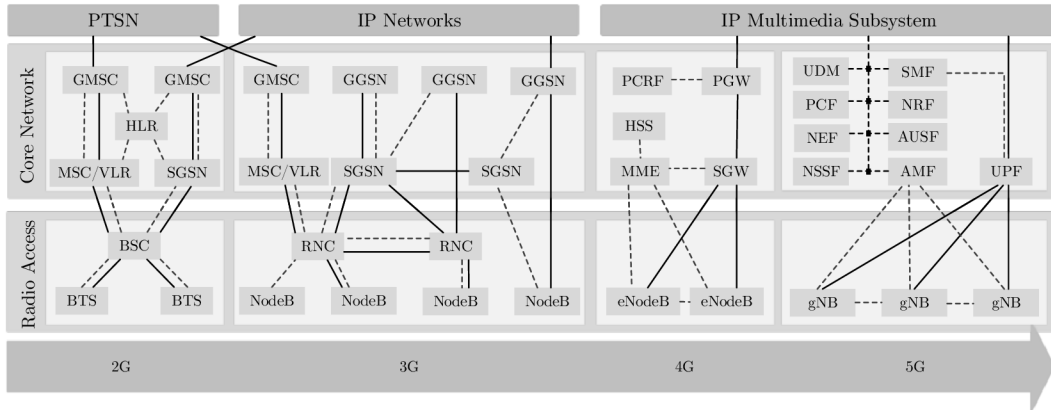 PTSN IP Networks IP Multimedia Subsystem
Core Network
GMSC GMSC GMSC GGSN GGSN GGSN PCRF PGW UDM SMF
HLR HSS PCF NRF
NEF AUSF
MSC/VLR SGSN MSC/VLR SGSN SGSN MME SGW NSSF AMF UPF
Radio Access
BSC RNC RNC
BTS BTS NodeB NodeB NodeB NodeB eNodeB eNodeB gNB gNB gNB
2G 3G 4G 5G